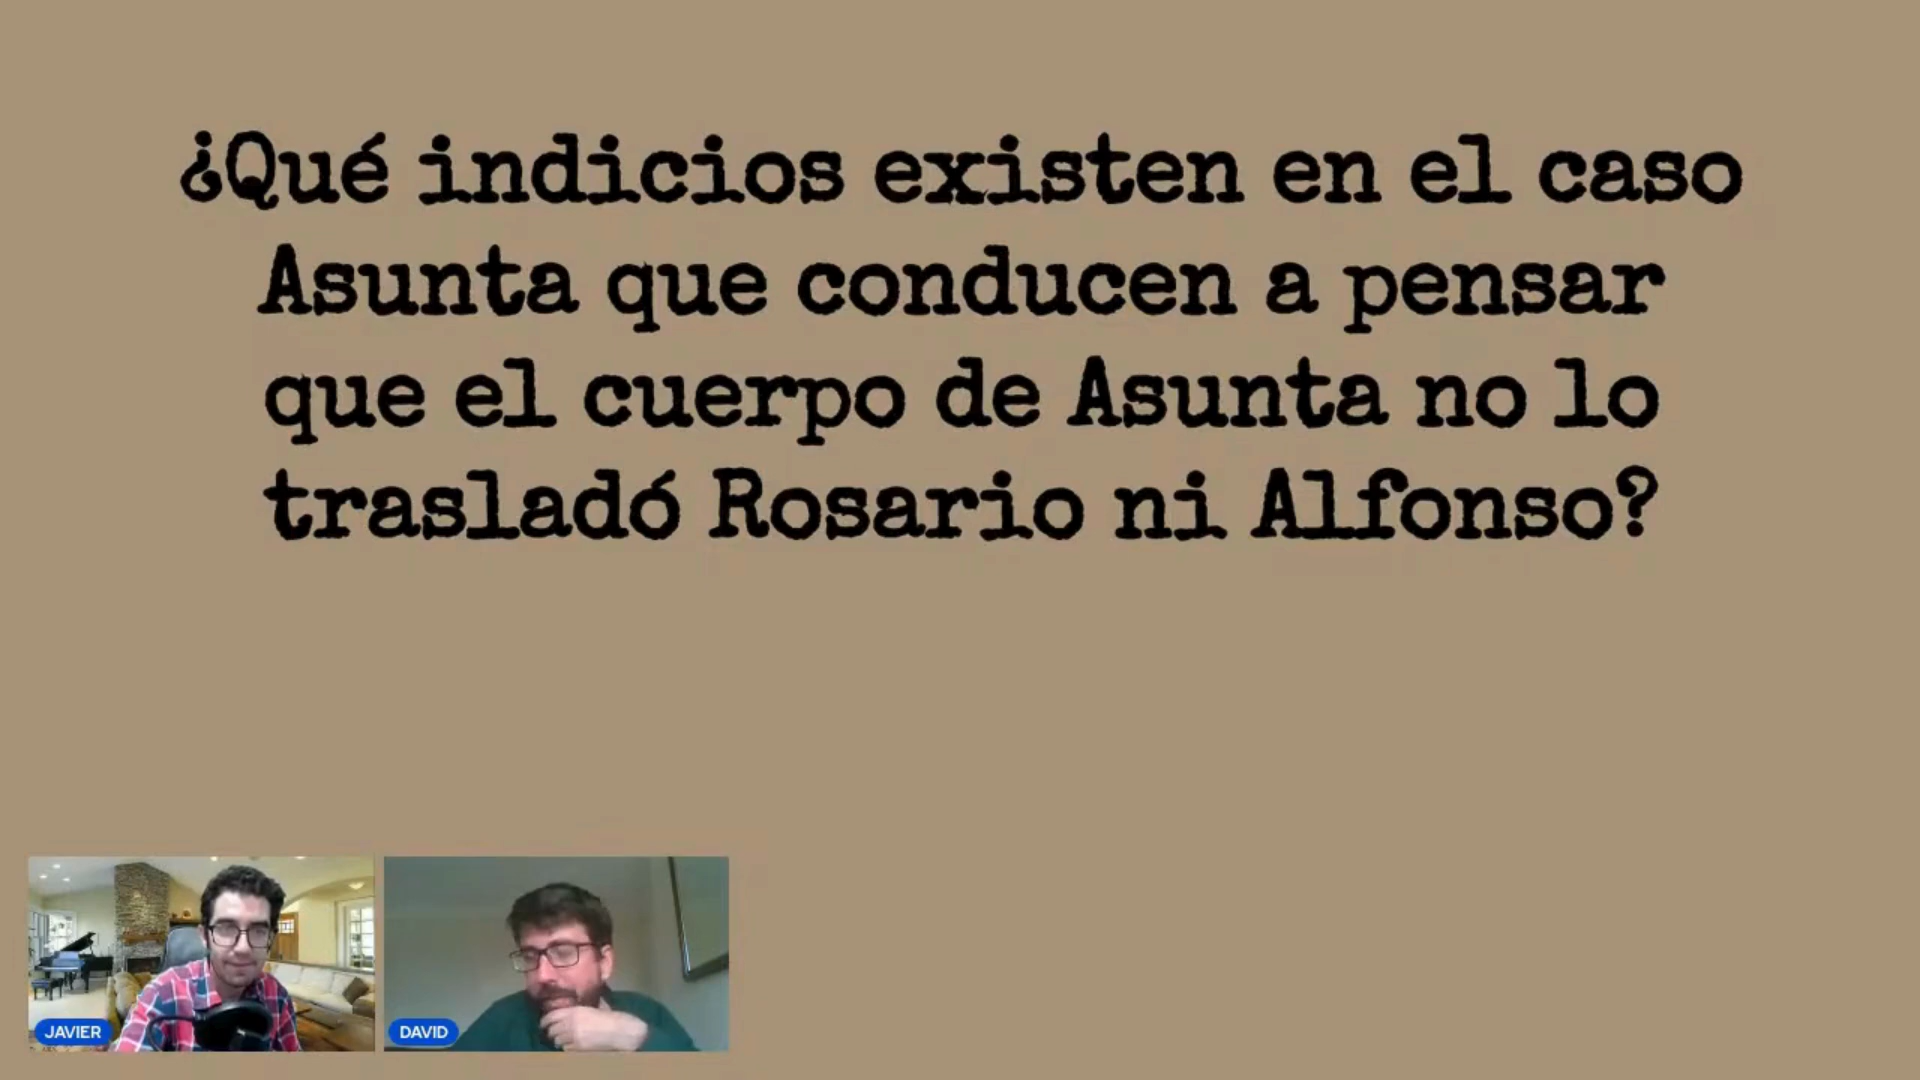 ¿Qué indicios existen en el caso
Asunta que conducen a pensar
que el cuerpo de Asunta no lo
trasladó Rosario ni Alfonso?
JAVIER
DAVID